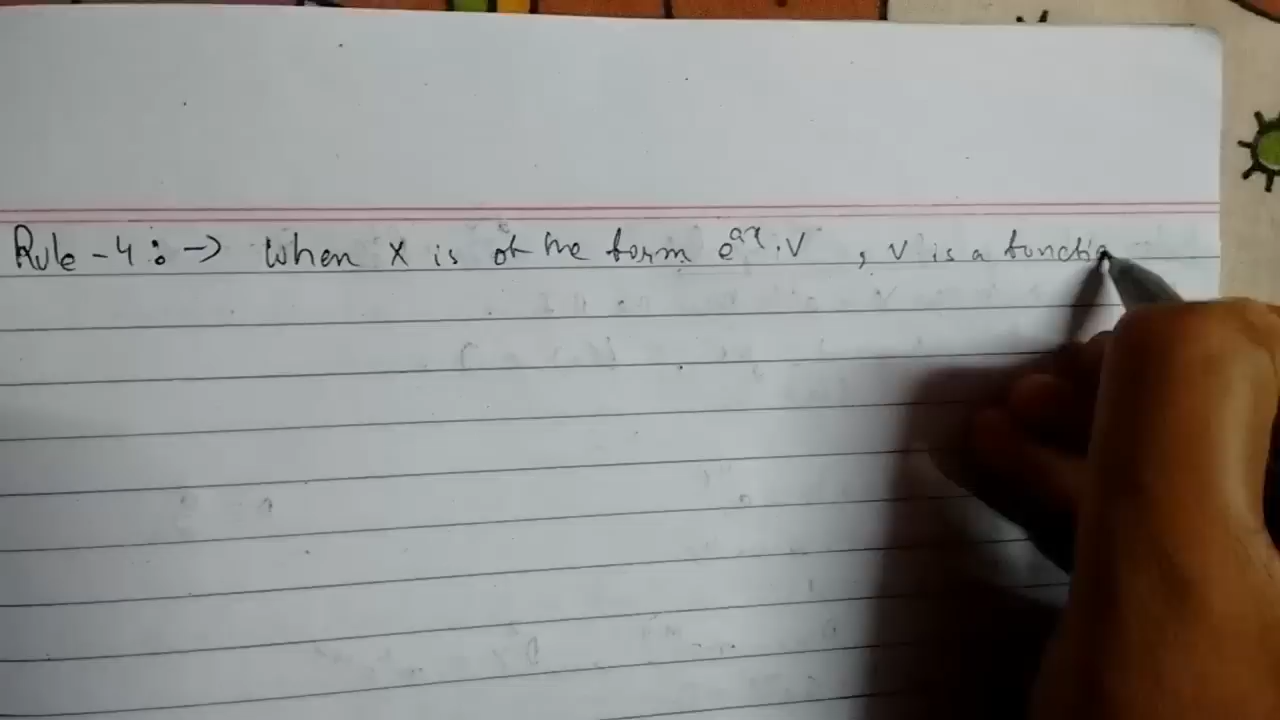 Rule-4: → When X is of the form e^{ax}.V , V is a functio